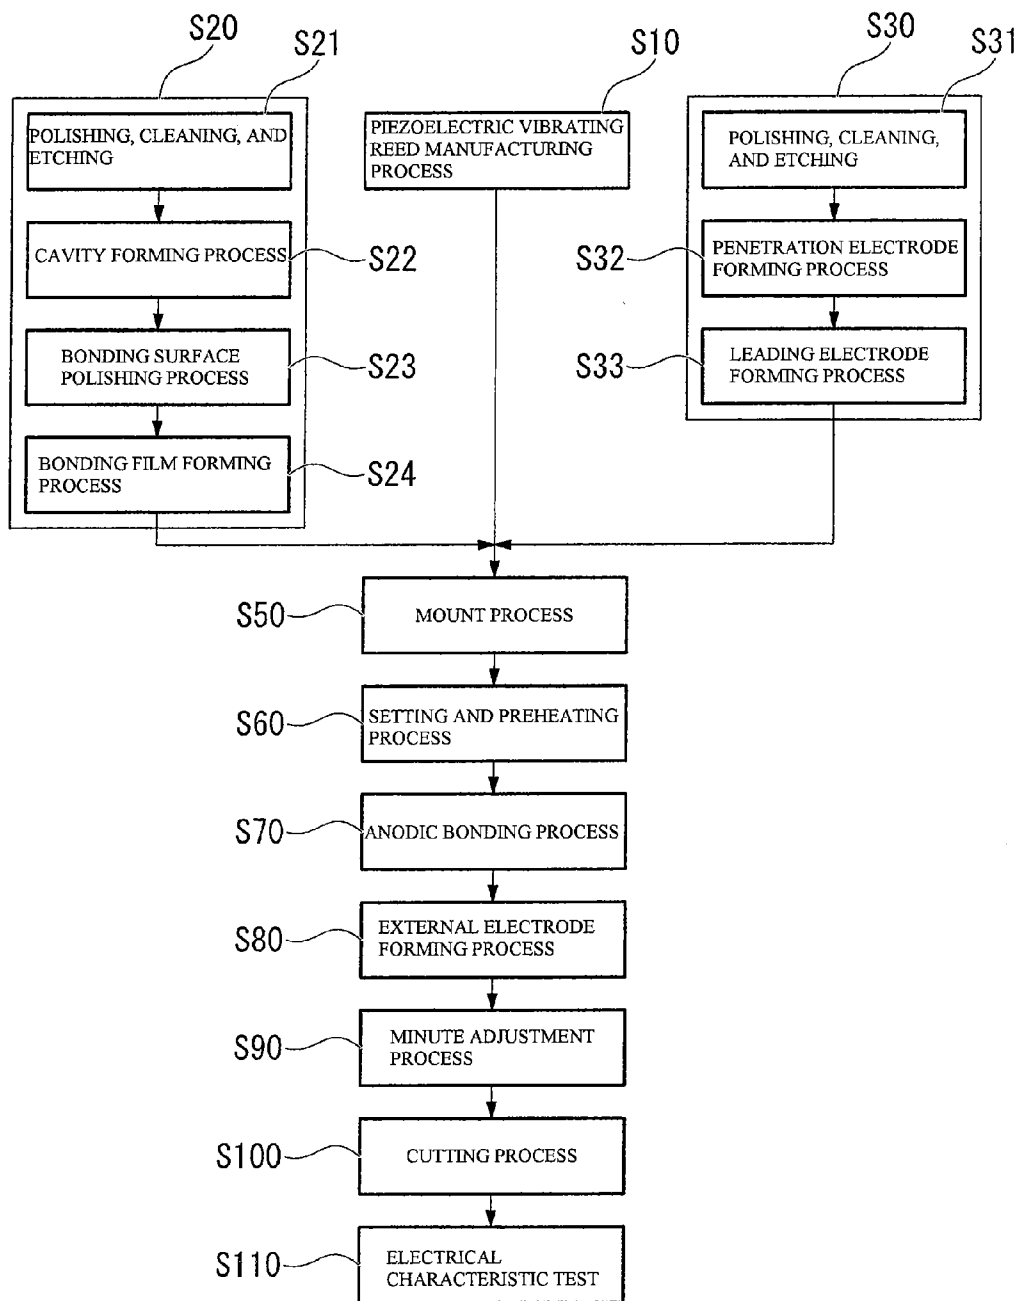 S20
S21
POLISHING, CLEANING, AND
ETCHING
CAVITY FORMING PROCESS
S22
BONDING SURFACE
POLISHING PROCESS
S23
BONDING FILM FORMING
PROCESS
S24
S10
PIEZOELECTRIC VIBRATING
REED MANUFACTURING
PROCESS
S30
S31
POLISHING, CLEANING,
AND ETCHING
S32
PENETRATION ELECTRODE
FORMING PROCESS
S33
LEADING ELECTRODE
FORMING PROCESS
S50
MOUNT PROCESS
S60
SETTING AND PREHEATING
PROCESS
S70
ANODIC BONDING PROCESS
S80
EXTERNAL ELECTRODE
FORMING PROCESS
S90
MINUTE ADJUSTMENT
PROCESS
S100
CUTTING PROCESS
S110
ELECTRICAL
CHARACTERISTIC TEST